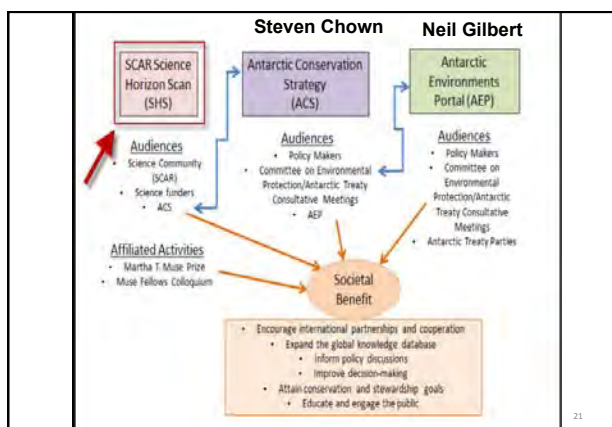 Steven Chown
Neil Gilbert
SCAR Science
Horizon Scan
(SHS)
Antarctic Conservation
Strategy
(ACS)
Antarctic
Environments
Portal (AEP)
Audiences
• Science Community
(SCAR)
• Science funders
• ACS
Audiences
• Policy Makers
• Committee on Environmental
Protection/Antarctic Treaty
Consultative Meetings
• AEP
Audiences
• Policy Makers
• Committee on
Environmental
Protection/Antarctic
Treaty Consultative
Meetings
• Antarctic Treaty Parties
Affiliated Activities
• Martha T Muse Prize
• Muse Fellows Colloquium
Societal
Benefit
• Encourage international partnerships and cooperation
• Expand the global knowledge database
• Inform policy discussions
• Improve decision-making
• Attain conservation and stewardship goals
• Educate and engage the public
21